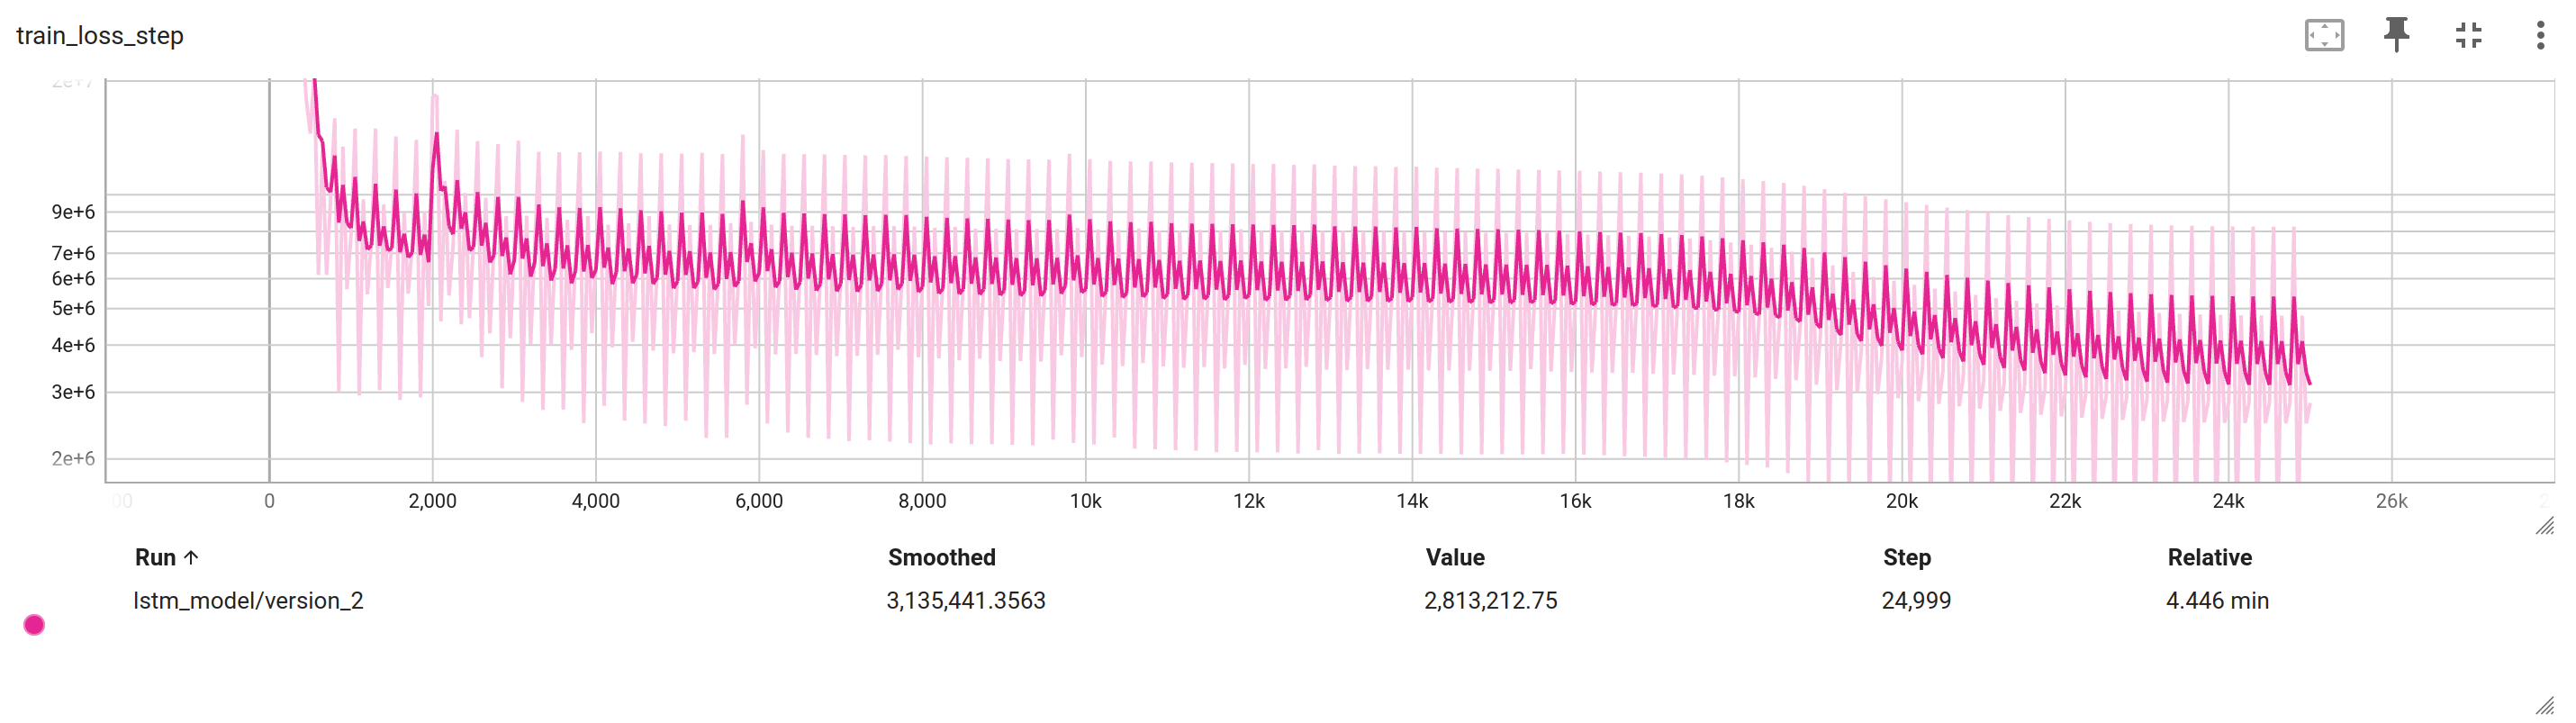 train_loss_step
2e+7
9e+6
7e+6
6e+6
5e+6
4e+6
3e+6
2e+6
00 0 2,000 4,000 6,000 8,000 10k 12k 14k 16k 18k 20k 22k 24k 26k 2
Run ↑ Smoothed Value Step Relative
lstm_model/version_2 3,135,441.3563 2,813,212.75 24,999 4.446 min